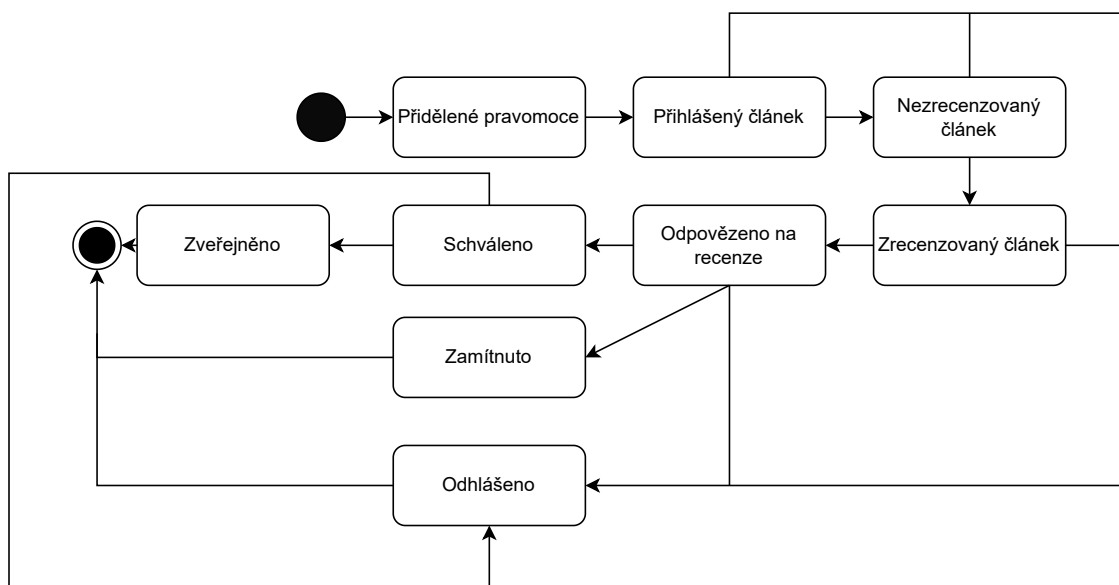 Přidělené pravomoce
Přihlášený článek
Nezrecenzovaný
článek
Zveřejněno
Schváleno
Odpovězeno na
recenze
Zrecenzovaný článek
Zamítnuto
Odhlášeno